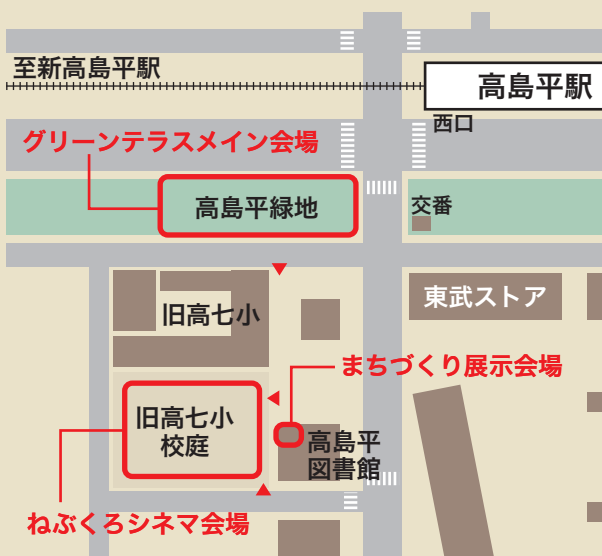 至新高島平駅
高島平駅
西口
グリーンテラスメイン会場
高島平緑地
交番
東武ストア
旧高七小
まちづくり展示会場
旧高七小
校庭
高島平
図書館
ねぶくろシネマ会場